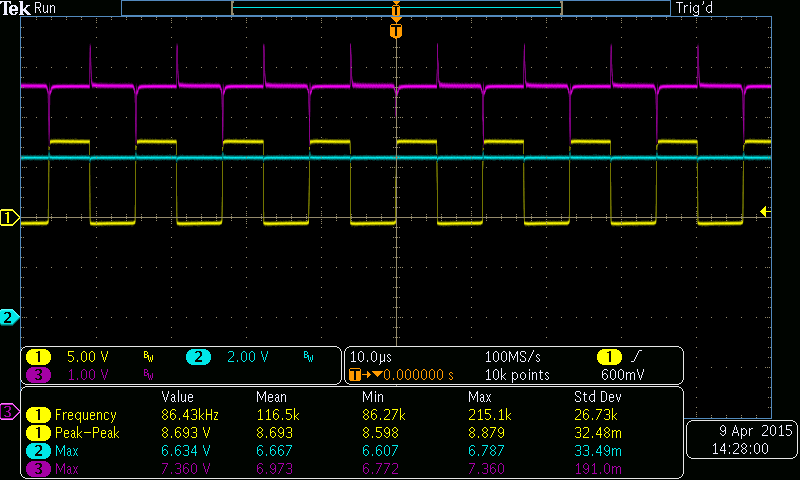 Tek Run Trig'd
T
T
1
2
3
1 5.00 V BW 2 2.00 V BW
3 1.00 V BW
10.0µs 100MS/s 1
T→▼0.000000 s 10k points 600mV
Value Mean Min Max Std Dev
1 Frequency 86.43kHz 116.5k 86.27k 215.1k 26.73k
1 Peak-Peak 8.693 V 8.693 8.598 8.879 32.48m
2 Max 6.634 V 6.667 6.607 6.787 33.49m
3 Max 7.360 V 6.973 6.772 7.360 191.0m
9 Apr 2015
14:28:00